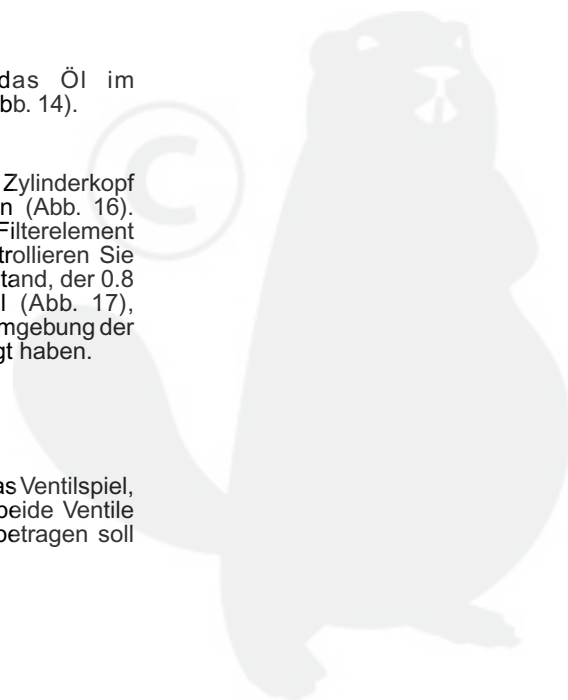 das Öl im
bb. 14).
Zylinderkopf
n (Abb. 16).
Filterelement
trollieren Sie
tand, der 0.8
l (Abb. 17),
mgebung der
gt haben.
as Ventilspiel,
beide Ventile
betragen soll
©